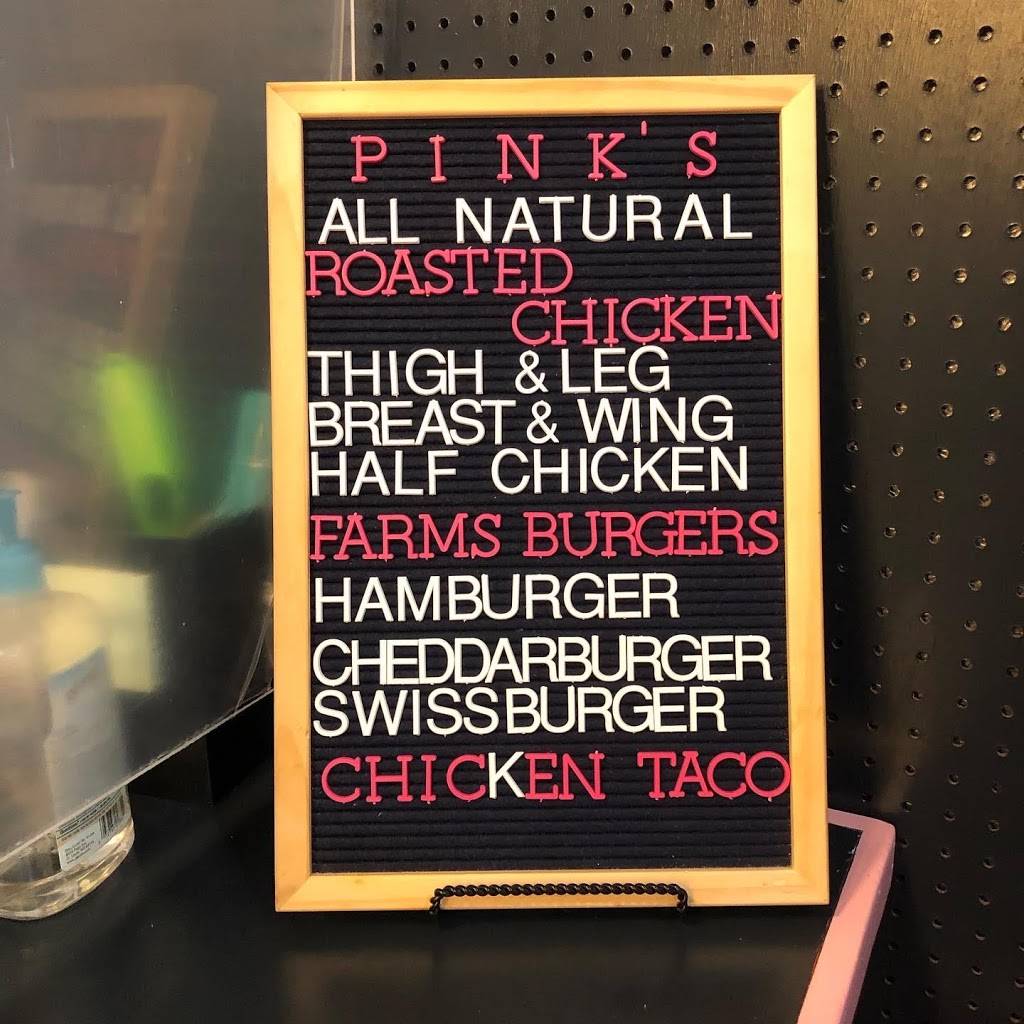 PINK'S
ALL NATURAL
ROASTED
CHICKEN
THIGH & LEG
BREAST & WING
HALF CHICKEN
FARMS BURGERS
HAMBURGER
CHEDDARBURGER
SWISSBURGER
CHICKEN TACO